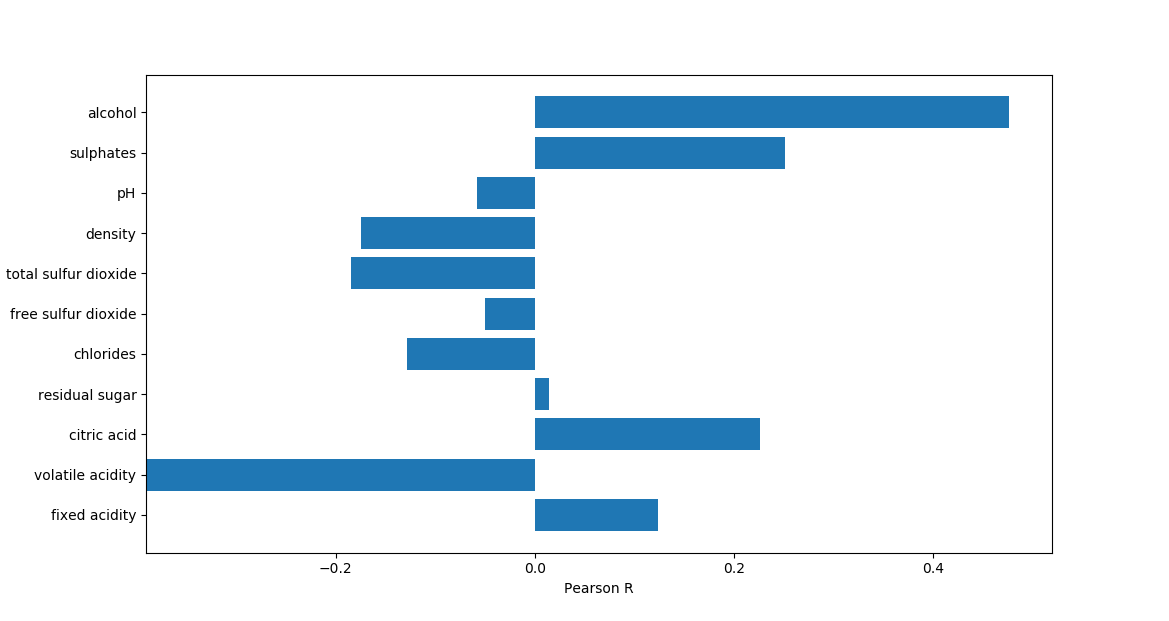 alcohol
sulphates
pH
density
total sulfur dioxide
free sulfur dioxide
chlorides
residual sugar
citric acid
volatile acidity
fixed acidity
−0.2 0.0 0.2 0.4
Pearson R